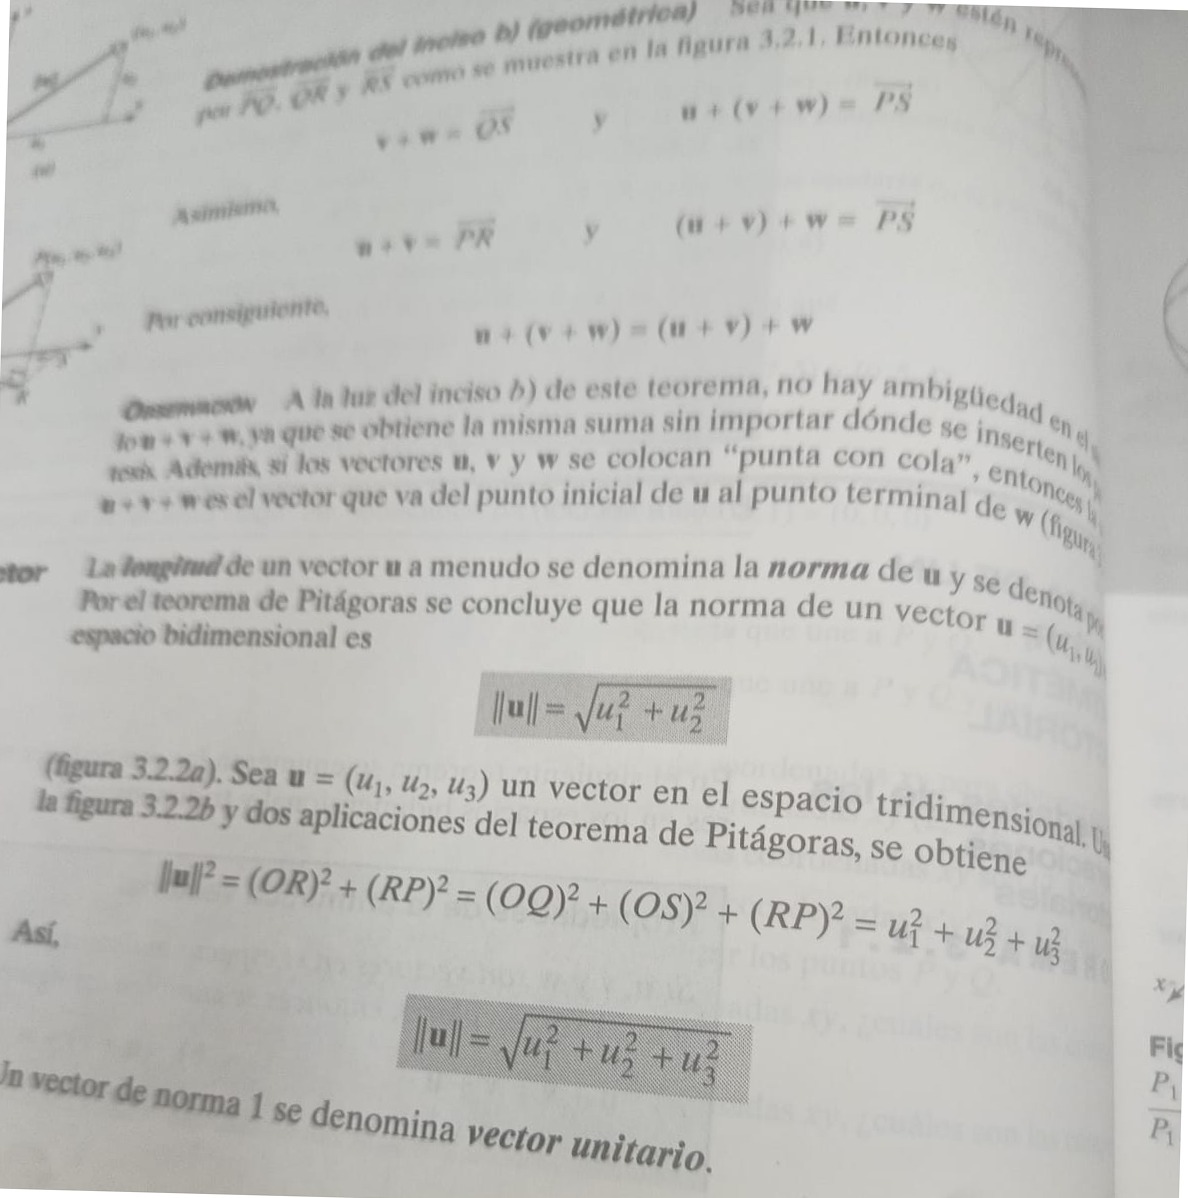 Demostración del inciso b) (geométrica) Sea que u, v y w estén
por PQ, QR y RS como se muestra en la figura 3.2.1. Entonces
v + w = QS y u + (v + w) = PS
Asimismo,
u + v = PR y (u + v) + w = PS
Por consiguiente,
u + (v + w) = (u + v) + w
OBSERVACIÓN A la luz del inciso b) de este teorema, no hay ambigüedad en el
u + v + w, ya que se obtiene la misma suma sin importar dónde se inserten los
tesis. Además, si los vectores u, v y w se colocan “punta con cola”, entonces la
u + v + w es el vector que va del punto inicial de u al punto terminal de w (figura
La longitud de un vector u a menudo se denomina la norma de u y se denota por
Por el teorema de Pitágoras se concluye que la norma de un vector u = (u₁, u₂)
espacio bidimensional es
‖u‖ = √(u₁² + u₂²)
(figura 3.2.2a). Sea u = (u₁, u₂, u₃) un vector en el espacio tridimensional.
la figura 3.2.2b y dos aplicaciones del teorema de Pitágoras, se obtiene
‖u‖² = (OR)² + (RP)² = (OQ)² + (OS)² + (RP)² = u₁² + u₂² + u₃²
Así,
‖u‖ = √(u₁² + u₂² + u₃²)
Un vector de norma 1 se denomina vector unitario.
x
Fig
P₁
P₁